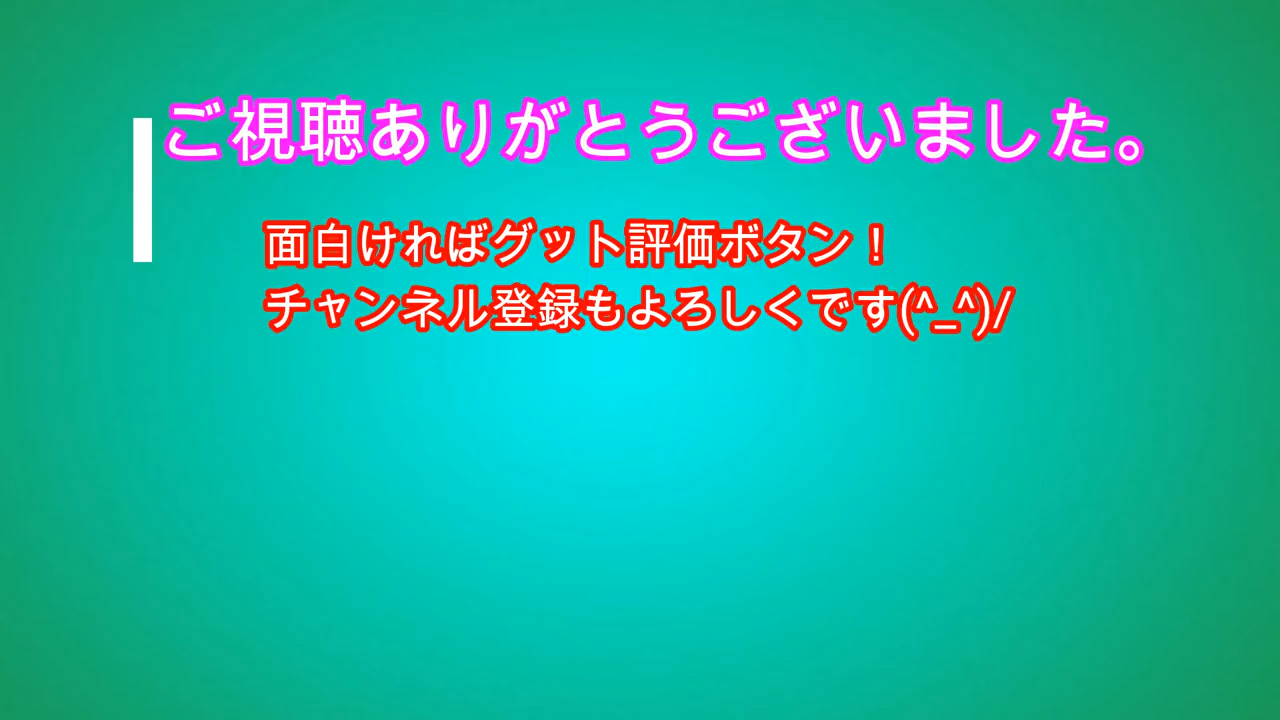 ご視聴ありがとうございました。
面白ければグット評価ボタン！
チャンネル登録もよろしくです(^_^)/